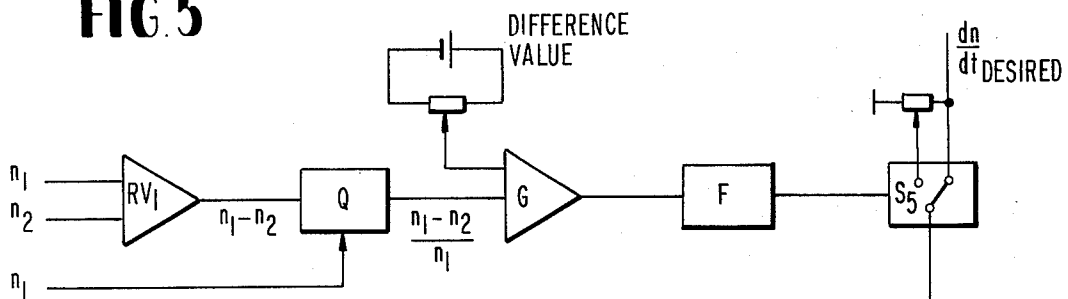 FIG. 5
DIFFERENCE
VALUE
dn
dt DESIRED
n1
n2
RV1
n1-n2
Q
n1-n2
n1
G
F
S5
n1